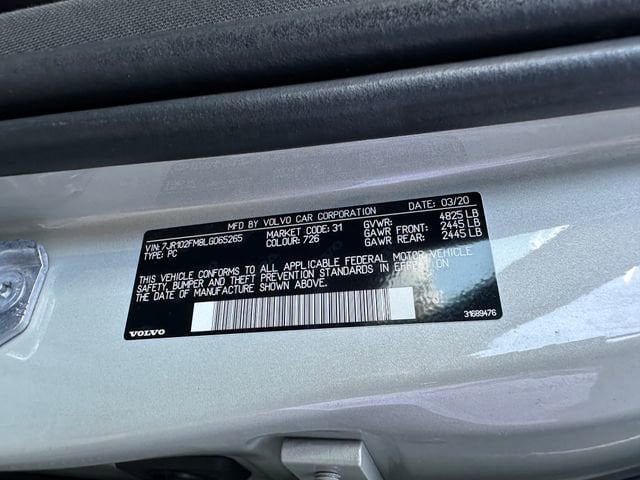 MFD BY VOLVO CAR CORPORATION DATE: 03/20
VIN: 7JR102FM8LG065265 MARKET CODE: 31 GVWR: 4825 LB
TYPE: PC COLOUR: 726 GAWR FRONT: 2445 LB
GAWR REAR: 2445 LB
THIS VEHICLE CONFORMS TO ALL APPLICABLE FEDERAL MOTOR VEHICLE
SAFETY, BUMPER AND THEFT PREVENTION STANDARDS IN EFFECT ON
THE DATE OF MANUFACTURE SHOWN ABOVE.
VOLVO 31689476